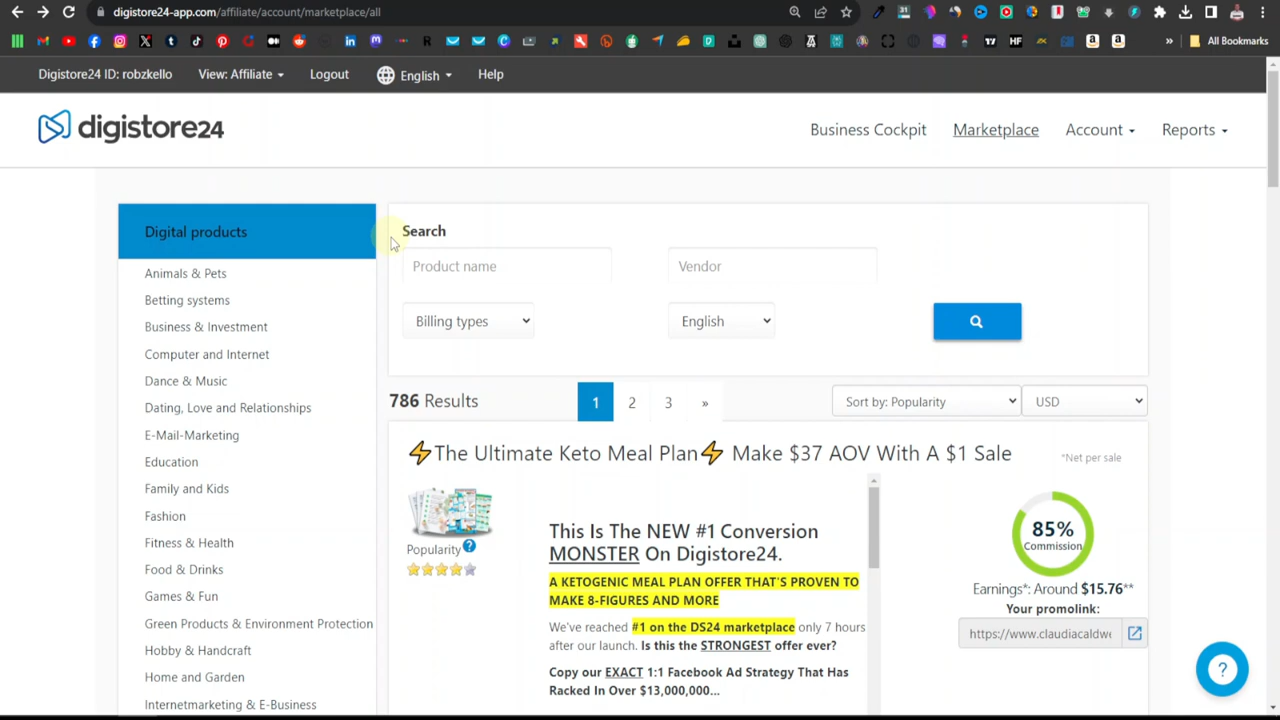 digistore24-app.com/affiliate/account/marketplace/all
All Bookmarks
Digistore24 ID: robzkello
View: Affiliate
Logout
English
Help
digistore24
Business Cockpit
Marketplace
Account
Reports
Digital products
Animals & Pets
Betting systems
Business & Investment
Computer and Internet
Dance & Music
Dating, Love and Relationships
E-Mail-Marketing
Education
Family and Kids
Fashion
Fitness & Health
Food & Drinks
Games & Fun
Green Products & Environment Protection
Hobby & Handcraft
Home and Garden
Internetmarketing & E-Business
Search
Product name
Vendor
Billing types
English
786 Results
1 2 3 »
Sort by: Popularity
USD
⚡The Ultimate Keto Meal Plan⚡ Make $37 AOV With A $1 Sale
*Net per sale
Popularity ?
This Is The NEW #1 Conversion
MONSTER On Digistore24.
A KETOGENIC MEAL PLAN OFFER THAT'S PROVEN TO
MAKE 8-FIGURES AND MORE
We've reached #1 on the DS24 marketplace only 7 hours
after our launch. Is this the STRONGEST offer ever?
Copy our EXACT 1:1 Facebook Ad Strategy That Has
Racked In Over $13,000,000...
85%
Commission
Earnings*: Around $15.76**
Your promolink:
https://www.claudiacaldwe
?